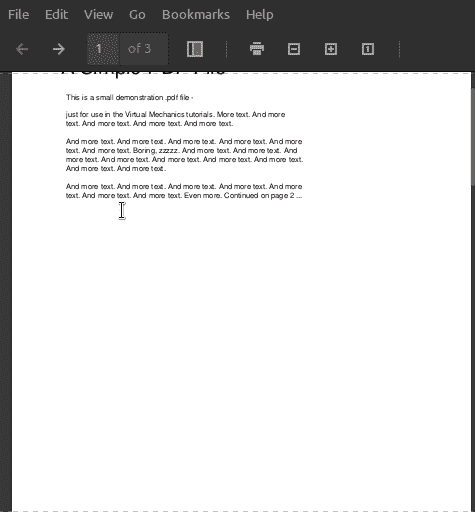 File Edit View Go Bookmarks Help
1 of 3
A Simple PDF File
This is a small demonstration .pdf file -
just for use in the Virtual Mechanics tutorials. More text. And more
text. And more text. And more text. And more text.
And more text. And more text. And more text. And more text. And more
text. And more text. Boring, zzzzz. And more text. And more text. And
more text. And more text. And more text. And more text. And more text.
And more text. And more text.
And more text. And more text. And more text. And more text. And more
text. And more text. And more text. Even more. Continued on page 2 ...